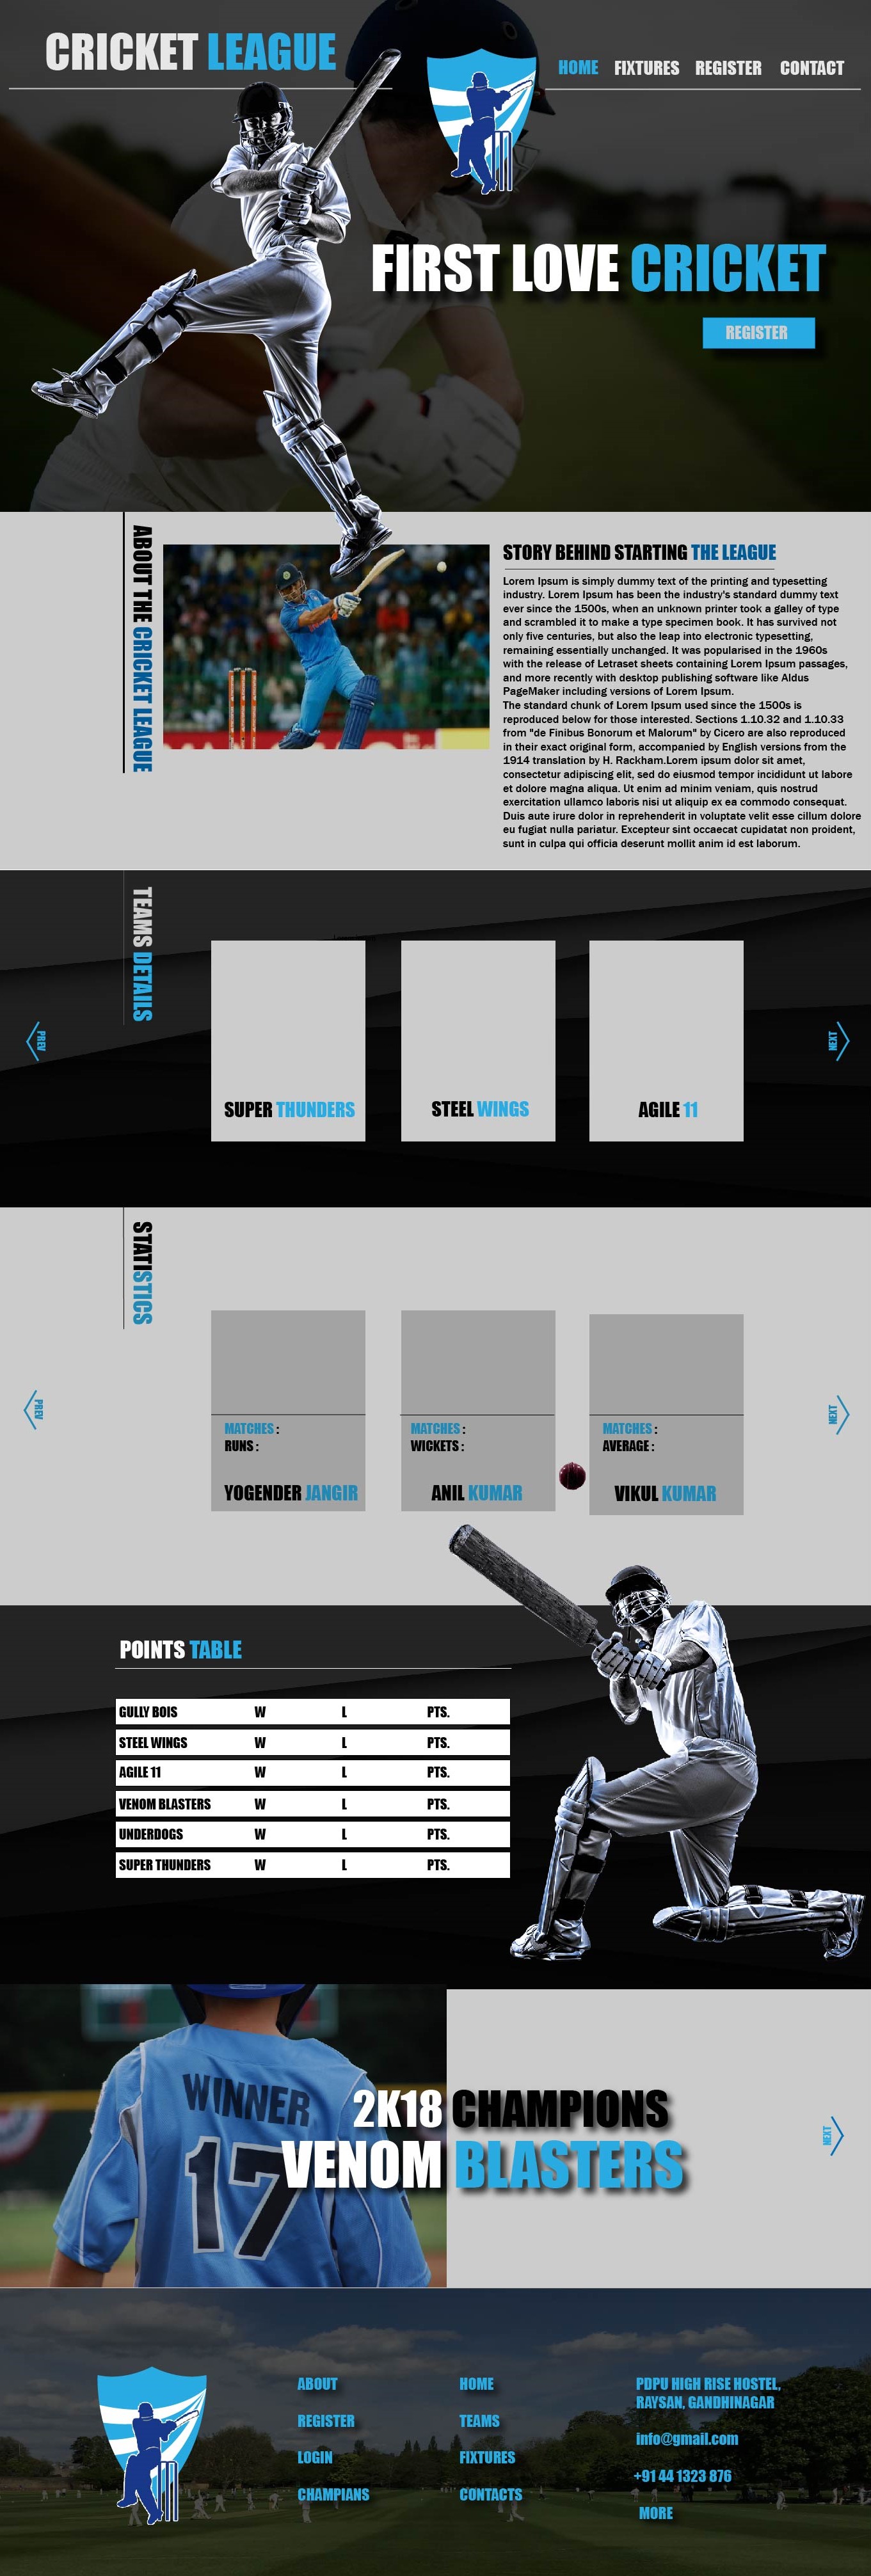 CRICKET LEAGUE
HOME FIXTURES REGISTER CONTACT
FIRST LOVE CRICKET
REGISTER
ABOUT THE CRICKET LEAGUE
STORY BEHIND STARTING THE LEAGUE
Lorem Ipsum is simply dummy text of the printing and typesetting
industry. Lorem Ipsum has been the industry's standard dummy text
ever since the 1500s, when an unknown printer took a galley of type
and scrambled it to make a type specimen book. It has survived not
only five centuries, but also the leap into electronic typesetting,
remaining essentially unchanged. It was popularised in the 1960s
with the release of Letraset sheets containing Lorem Ipsum passages,
and more recently with desktop publishing software like Aldus
PageMaker including versions of Lorem Ipsum.
The standard chunk of Lorem Ipsum used since the 1500s is
reproduced below for those interested. Sections 1.10.32 and 1.10.33
from "de Finibus Bonorum et Malorum" by Cicero are also reproduced
in their exact original form, accompanied by English versions from the
1914 translation by H. Rackham.Lorem ipsum dolor sit amet,
consectetur adipiscing elit, sed do eiusmod tempor incididunt ut labore
et dolore magna aliqua. Ut enim ad minim veniam, quis nostrud
exercitation ullamco laboris nisi ut aliquip ex ea commodo consequat.
Duis aute irure dolor in reprehenderit in voluptate velit esse cillum dolore
eu fugiat nulla pariatur. Excepteur sint occaecat cupidatat non proident,
sunt in culpa qui officia deserunt mollit anim id est laborum.
TEAMS DETAILS
PREV
NEXT
SUPER THUNDERS
STEEL WINGS
AGILE 11
STATISTICS
PREV
NEXT
MATCHES :
RUNS :
YOGENDER JANGIR
MATCHES :
WICKETS :
ANIL KUMAR
MATCHES :
AVERAGE :
VIKUL KUMAR
POINTS TABLE
GULLY BOIS W L PTS.
STEEL WINGS W L PTS.
AGILE 11 W L PTS.
VENOM BLASTERS W L PTS.
UNDERDOGS W L PTS.
SUPER THUNDERS W L PTS.
WINNER
17
2K18 CHAMPIONS
VENOM BLASTERS
NEXT
ABOUT
REGISTER
LOGIN
CHAMPIANS
HOME
TEAMS
FIXTURES
CONTACTS
PDPU HIGH RISE HOSTEL,
RAYSAN, GANDHINAGAR
info@gmail.com
+91 44 1323 876
MORE